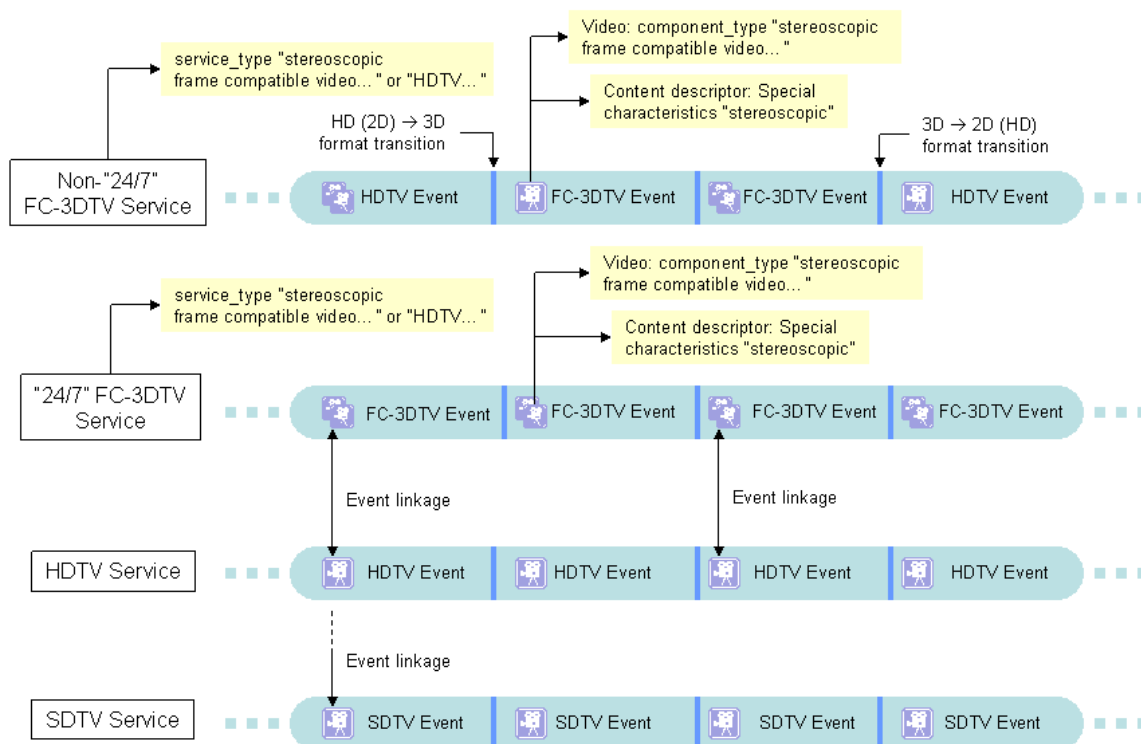 Video: component_type "stereoscopic
frame compatible video... "
service_type "stereoscopic
frame compatible video... " or "HDTV... "
Content descriptor: Special
characteristics "stereoscopic"
HD (2D) → 3D
format transition
3D → 2D (HD)
format transition
Non-"24/7"
FC-3DTV Service
HDTV Event
FC-3DTV Event
FC-3DTV Event
HDTV Event
Video: component_type "stereoscopic
frame compatible video... "
service_type "stereoscopic
frame compatible video... " or "HDTV... "
Content descriptor: Special
characteristics "stereoscopic"
"24/7" FC-3DTV
Service
FC-3DTV Event
FC-3DTV Event
FC-3DTV Event
FC-3DTV Event
Event linkage
Event linkage
HDTV Service
HDTV Event
HDTV Event
HDTV Event
HDTV Event
Event linkage
SDTV Service
SDTV Event
SDTV Event
SDTV Event
SDTV Event